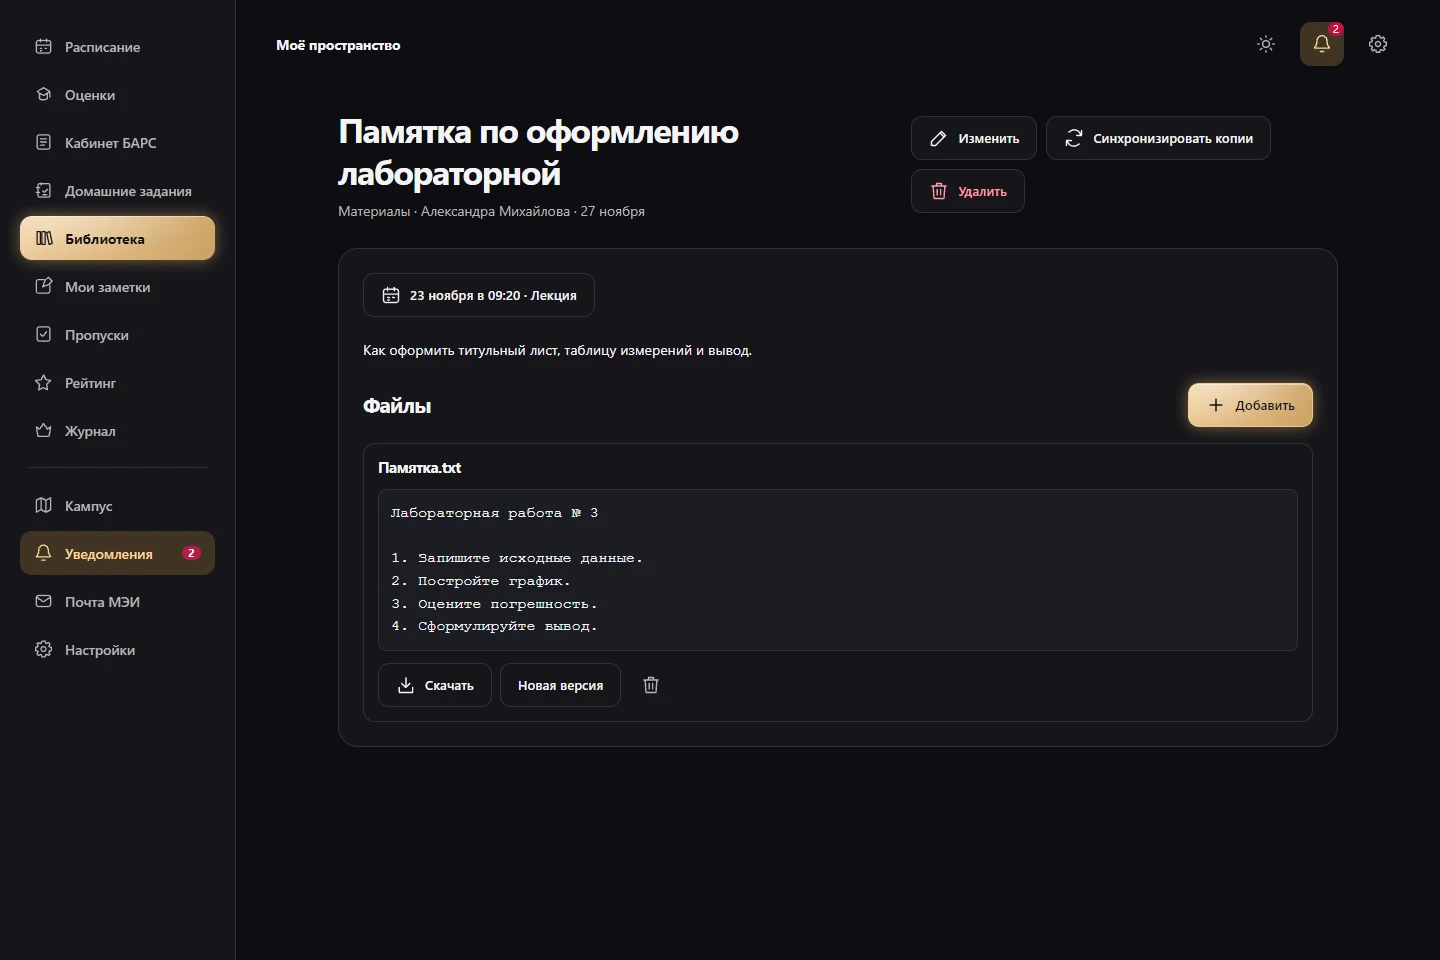 Расписание
Оценки
Кабинет БАРС
Домашние задания
Библиотека
Мои заметки
Пропуски
Рейтинг
Журнал
Кампус
Уведомления 2
Почта МЭИ
Настройки
Моё пространство
2
Памятка по оформлению
лабораторной
Материалы · Александра Михайлова · 27 ноября
Изменить
Синхронизировать копии
Удалить
23 ноября в 09:20 · Лекция
Как оформить титульный лист, таблицу измерений и вывод.
Файлы
Добавить
Памятка.txt
Лабораторная работа № 3
1. Запишите исходные данные.
2. Постройте график.
3. Оцените погрешность.
4. Сформулируйте вывод.
Скачать
Новая версия